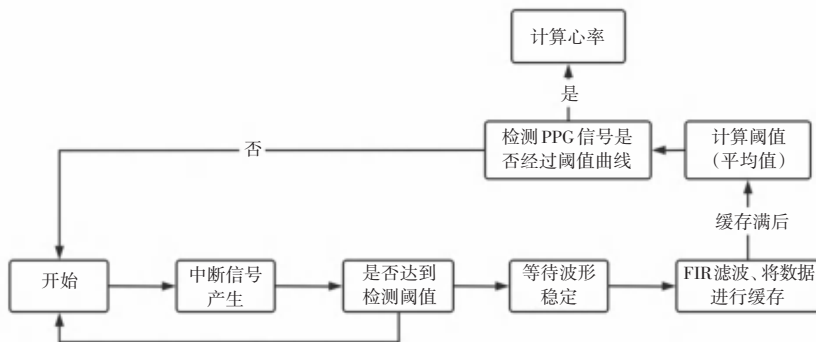 计算心率
是
检测PPG信号是
否经过阈值曲线
计算阈值
(平均值)
否
缓存满后
开始
中断信号
产生
是否达到
检测阈值
等待波形
稳定
FIR滤波、将数据
进行缓存